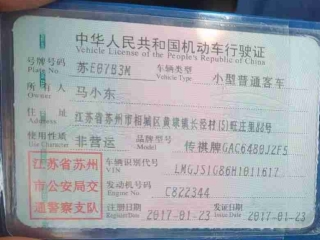 中华人民共和国机动车行驶证
Vehicle License of the People's Republic of China
号牌号码 苏E07B3M 车辆类型 小型普通客车
Plate No. Vehicle Type
所有人 马小东
Owner
住址 江苏省苏州市相城区黄埭镇长泾村(5)旺庄里
Address
使用性质 非营运 品牌型号 传祺牌GAC6480J2F5
Use Character Model
江苏省苏州
市公安局交
通警察支队
车辆识别代号 LMGJS1G86H1011617
VIN
发动机号码 C822344
Engine No.
注册日期 2017-01-23 发证日期 2017-01-23
Register Date Issue Date